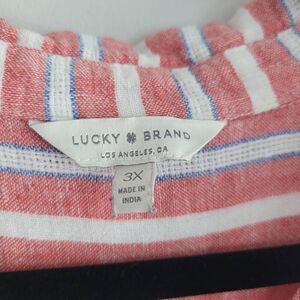 LUCKY BRAND
LOS ANGELES, CA
3X
MADE IN
INDIA